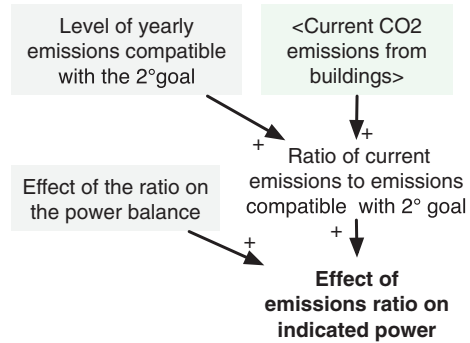 Level of yearly
emissions compatible
with the 2°goal
<Current CO2
emissions from
buildings>
+
+
Ratio of current
emissions to emissions
compatible with 2° goal
Effect of the ratio on
the power balance
+
+
Effect of
emissions ratio on
indicated power